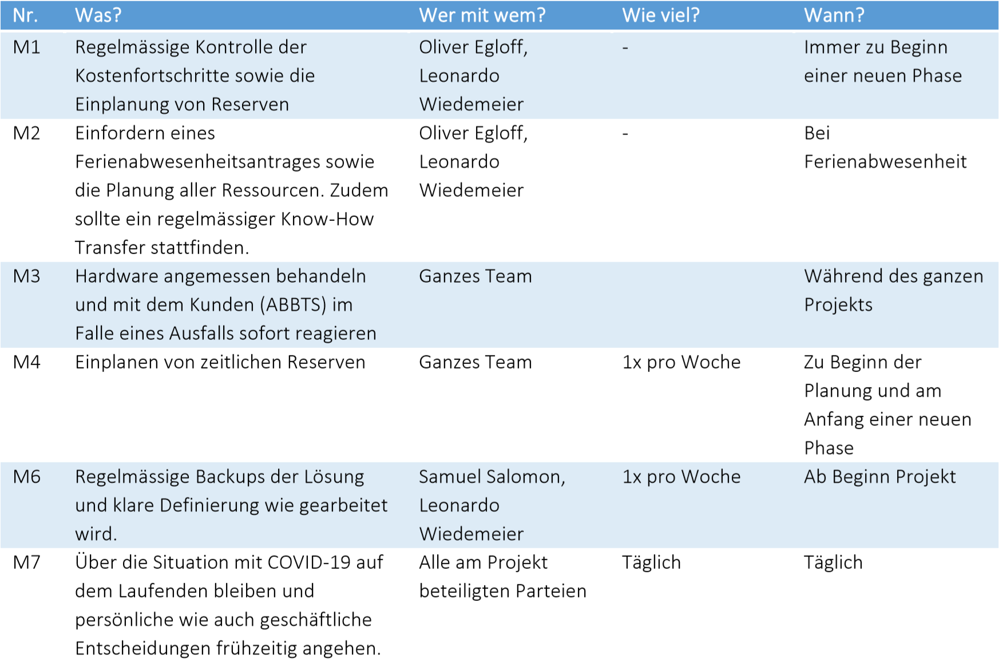 Nr. Was? Wer mit wem? Wie viel? Wann?
M1 Regelmässige Kontrolle der Oliver Egloff, - Immer zu Beginn
Kostenfortschritte sowie die Leonardo einer neuen Phase
Einplanung von Reserven Wiedemeier
M2 Einfordern eines Oliver Egloff, - Bei
Ferienabwesenheitsantrages sowie Leonardo Ferienabwesenheit
die Planung aller Ressourcen. Zudem Wiedemeier
sollte ein regelmässiger Know-How
Transfer stattfinden.
M3 Hardware angemessen behandeln Ganzes Team Während des ganzen
und mit dem Kunden (ABBTS) im Projekts
Falle eines Ausfalls sofort reagieren
M4 Einplanen von zeitlichen Reserven Ganzes Team 1x pro Woche Zu Beginn der
Planung und am
Anfang einer neuen
Phase
M6 Regelmässige Backups der Lösung Samuel Salomon, 1x pro Woche Ab Beginn Projekt
und klare Definierung wie gearbeitet Leonardo
wird. Wiedemeier
M7 Über die Situation mit COVID-19 auf Alle am Projekt Täglich Täglich
dem Laufenden bleiben und beteiligten Parteien
persönliche wie auch geschäftliche
Entscheidungen frühzeitig angehen.